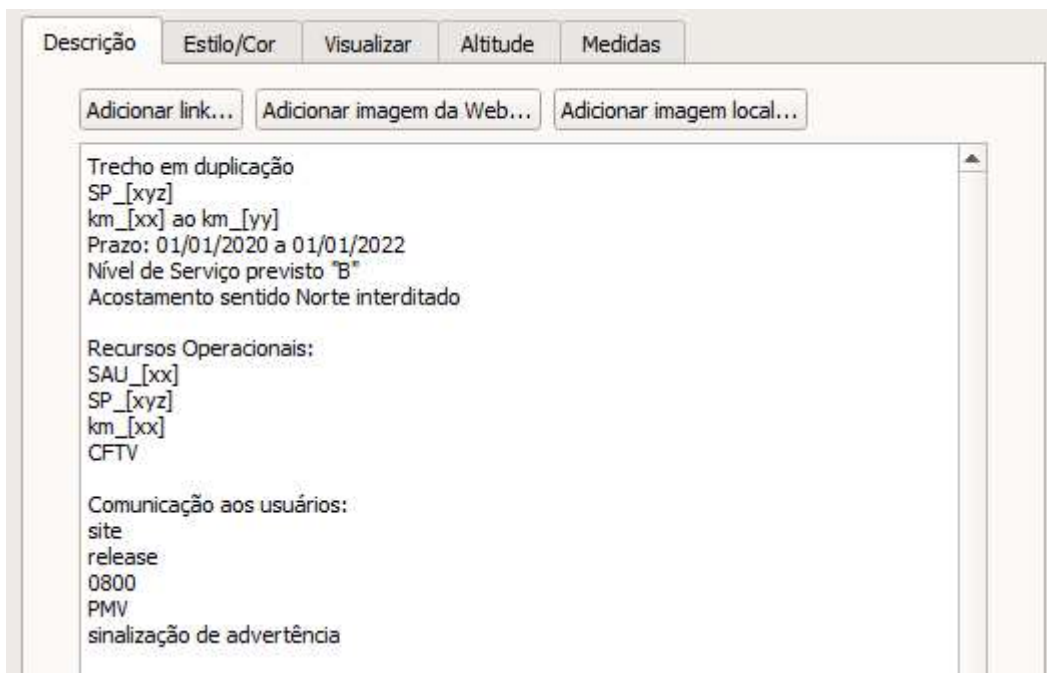 Descrição Estilo/Cor Visualizar Altitude Medidas
Adicionar link... Adicionar imagem da Web... Adicionar imagem local...
Trecho em duplicação
SP_[xyz]
km_[xx] ao km_[yy]
Prazo: 01/01/2020 a 01/01/2022
Nível de Serviço previsto "B"
Acostamento sentido Norte interditado
Recursos Operacionais:
SAU_[xx]
SP_[xyz]
km_[xx]
CFTV
Comunicação aos usuários:
site
release
0800
PMV
sinalização de advertência